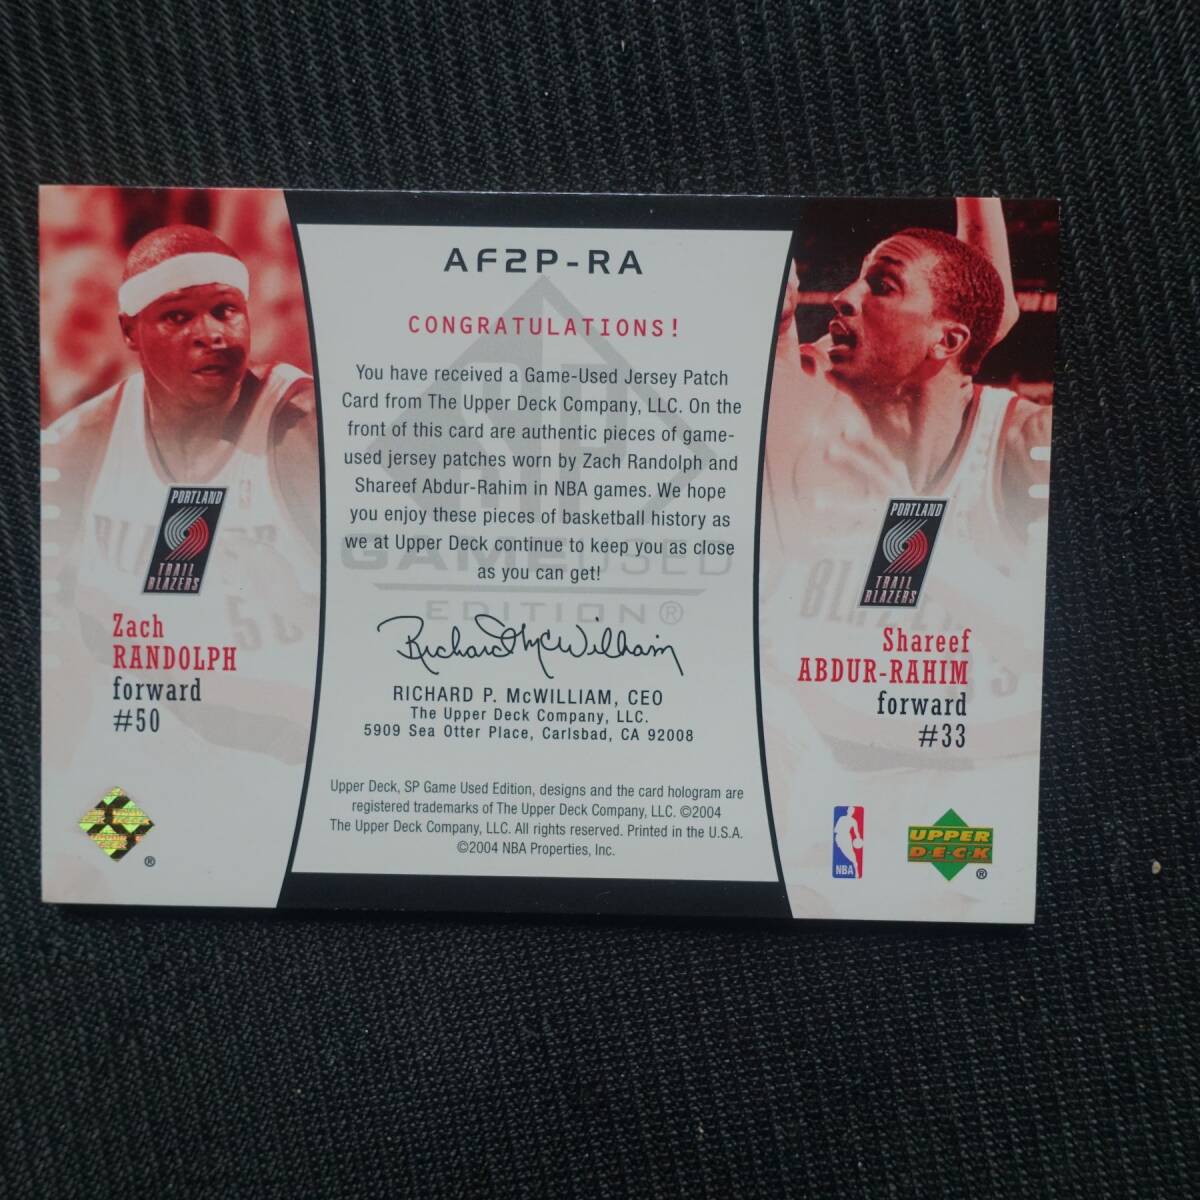 AF2P-RA
CONGRATULATIONS!
You have received a Game-Used Jersey Patch
Card from The Upper Deck Company, LLC. On the
front of this card are authentic pieces of game-
used jersey patches worn by Zach Randolph and
Shareef Abdur-Rahim in NBA games. We hope
you enjoy these pieces of basketball history as
we at Upper Deck continue to keep you as close
as you can get!
GAME USED
EDITION®
Richard P. McWilliam
RICHARD P. McWILLIAM, CEO
The Upper Deck Company, LLC.
5909 Sea Otter Place, Carlsbad, CA 92008
Upper Deck, SP Game Used Edition, designs and the card hologram are
registered trademarks of The Upper Deck Company, LLC. ©2004
The Upper Deck Company, LLC. All rights reserved. Printed in the U.S.A.
©2004 NBA Properties, Inc.
PORTLAND
TRAIL
BLAZERS
Zach
RANDOLPH
forward
#50
®
PORTLAND
TRAIL
BLAZERS
Shareef
ABDUR-RAHIM
forward
#33
NBA
UPPER
DECK
®